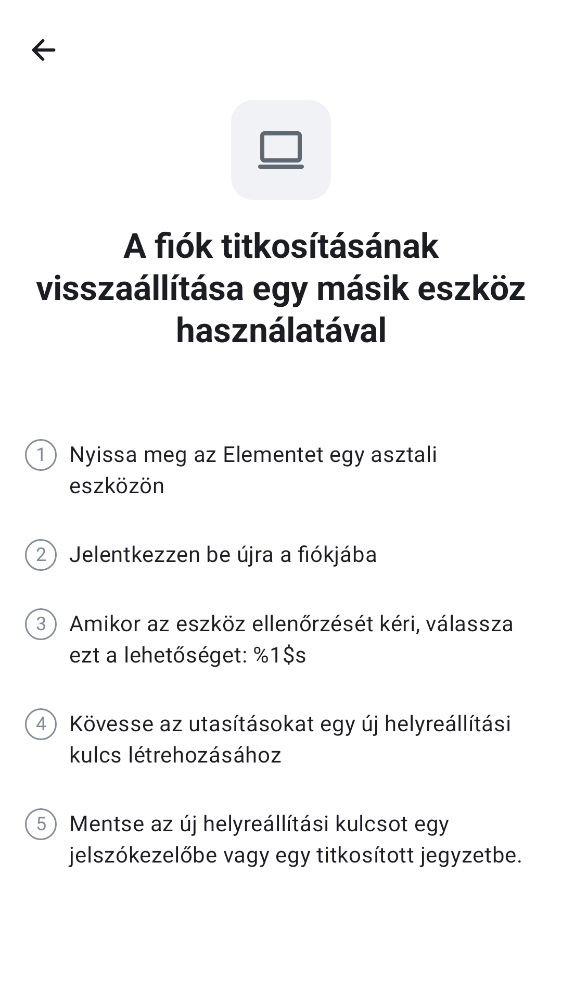 A fiók titkosításának
visszaállítása egy másik eszköz
használatával
1 Nyissa meg az Elementet egy asztali
eszközön
2 Jelentkezzen be újra a fiókjába
3 Amikor az eszköz ellenőrzését kéri, válassza
ezt a lehetőséget: %1$s
4 Kövesse az utasításokat egy új helyreállítási
kulcs létrehozásához
5 Mentse az új helyreállítási kulcsot egy
jelszókezelőbe vagy egy titkosított jegyzetbe.